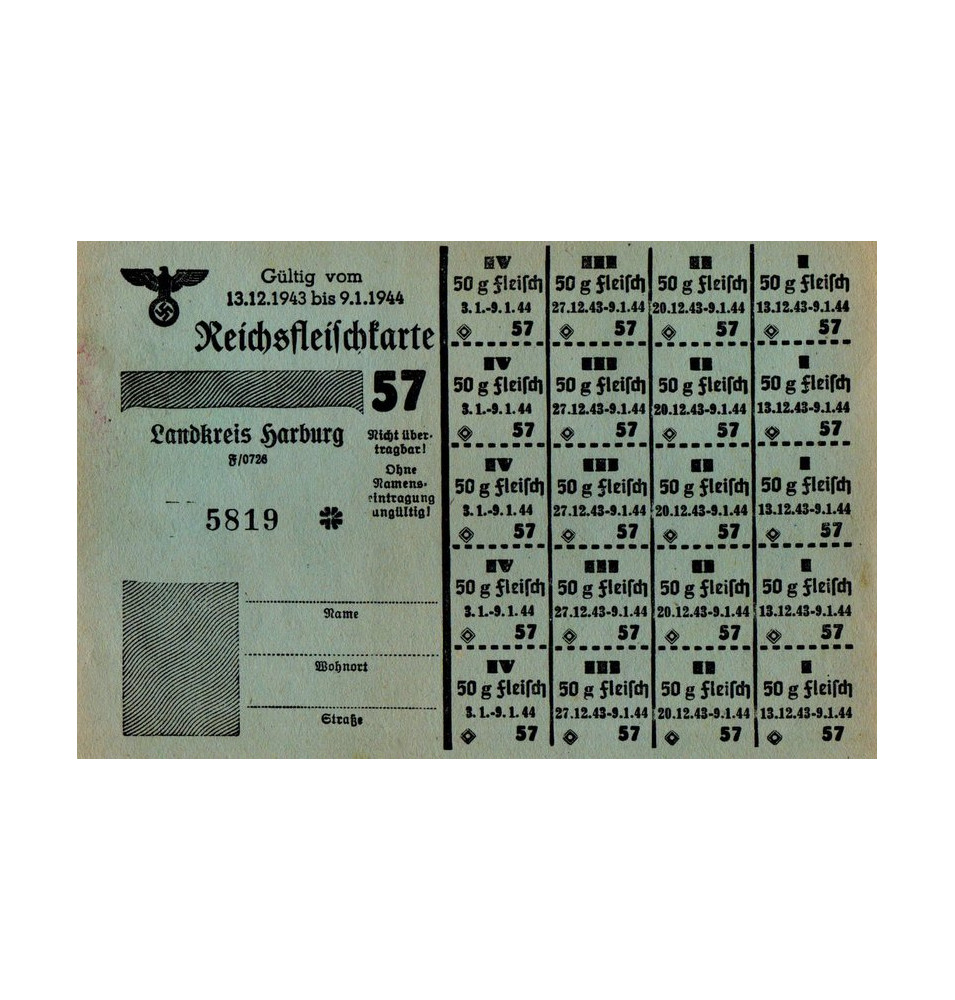 Gültig vom
13.12.1943 bis 9.1.1944
Reichsfleiſchkarte
57
Landkreis Harburg
F/0726
Nicht über-
tragbar!
Ohne
Namens-
eintragung
ungültig!
5819
Name
Wohnort
Straße
IV III II I
50 g Fleiſch 50 g Fleiſch 50 g Fleiſch 50 g Fleiſch
3.1.-9.1.44 27.12.43-9.1.44 20.12.43-9.1.44 13.12.43-9.1.44
57 57 57 57
IV III II I
50 g Fleiſch 50 g Fleiſch 50 g Fleiſch 50 g Fleiſch
3.1.-9.1.44 27.12.43-9.1.44 20.12.43-9.1.44 13.12.43-9.1.44
57 57 57 57
IV III II I
50 g Fleiſch 50 g Fleiſch 50 g Fleiſch 50 g Fleiſch
3.1.-9.1.44 27.12.43-9.1.44 20.12.43-9.1.44 13.12.43-9.1.44
57 57 57 57
IV III II I
50 g Fleiſch 50 g Fleiſch 50 g Fleiſch 50 g Fleiſch
3.1.-9.1.44 27.12.43-9.1.44 20.12.43-9.1.44 13.12.43-9.1.44
57 57 57 57
IV III II I
50 g Fleiſch 50 g Fleiſch 50 g Fleiſch 50 g Fleiſch
3.1.-9.1.44 27.12.43-9.1.44 20.12.43-9.1.44 13.12.43-9.1.44
57 57 57 57